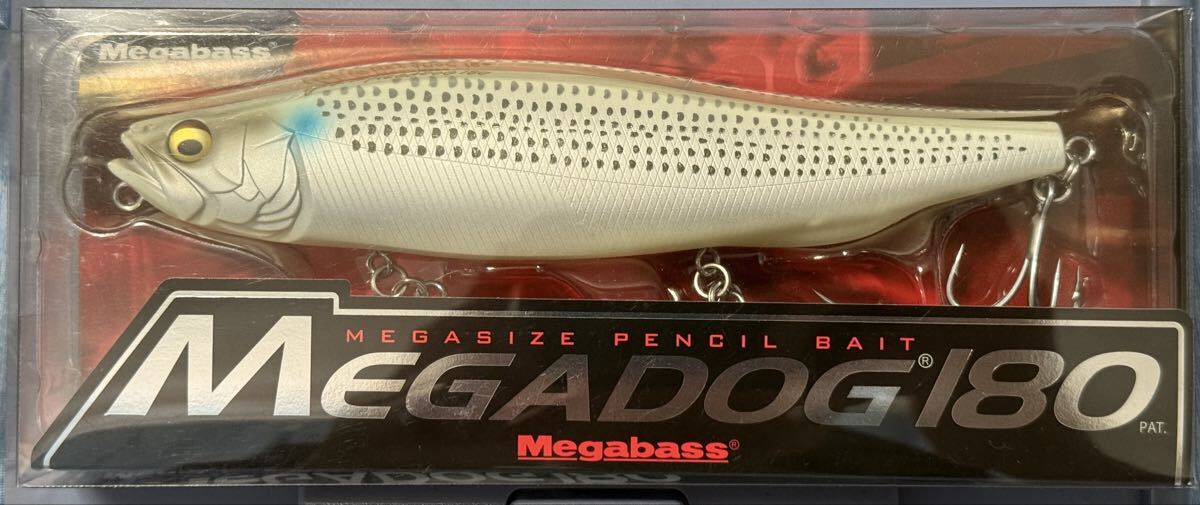 Megabass®
MEGASIZE PENCIL BAIT
MEGADOG®180
PAT.
Megabass®